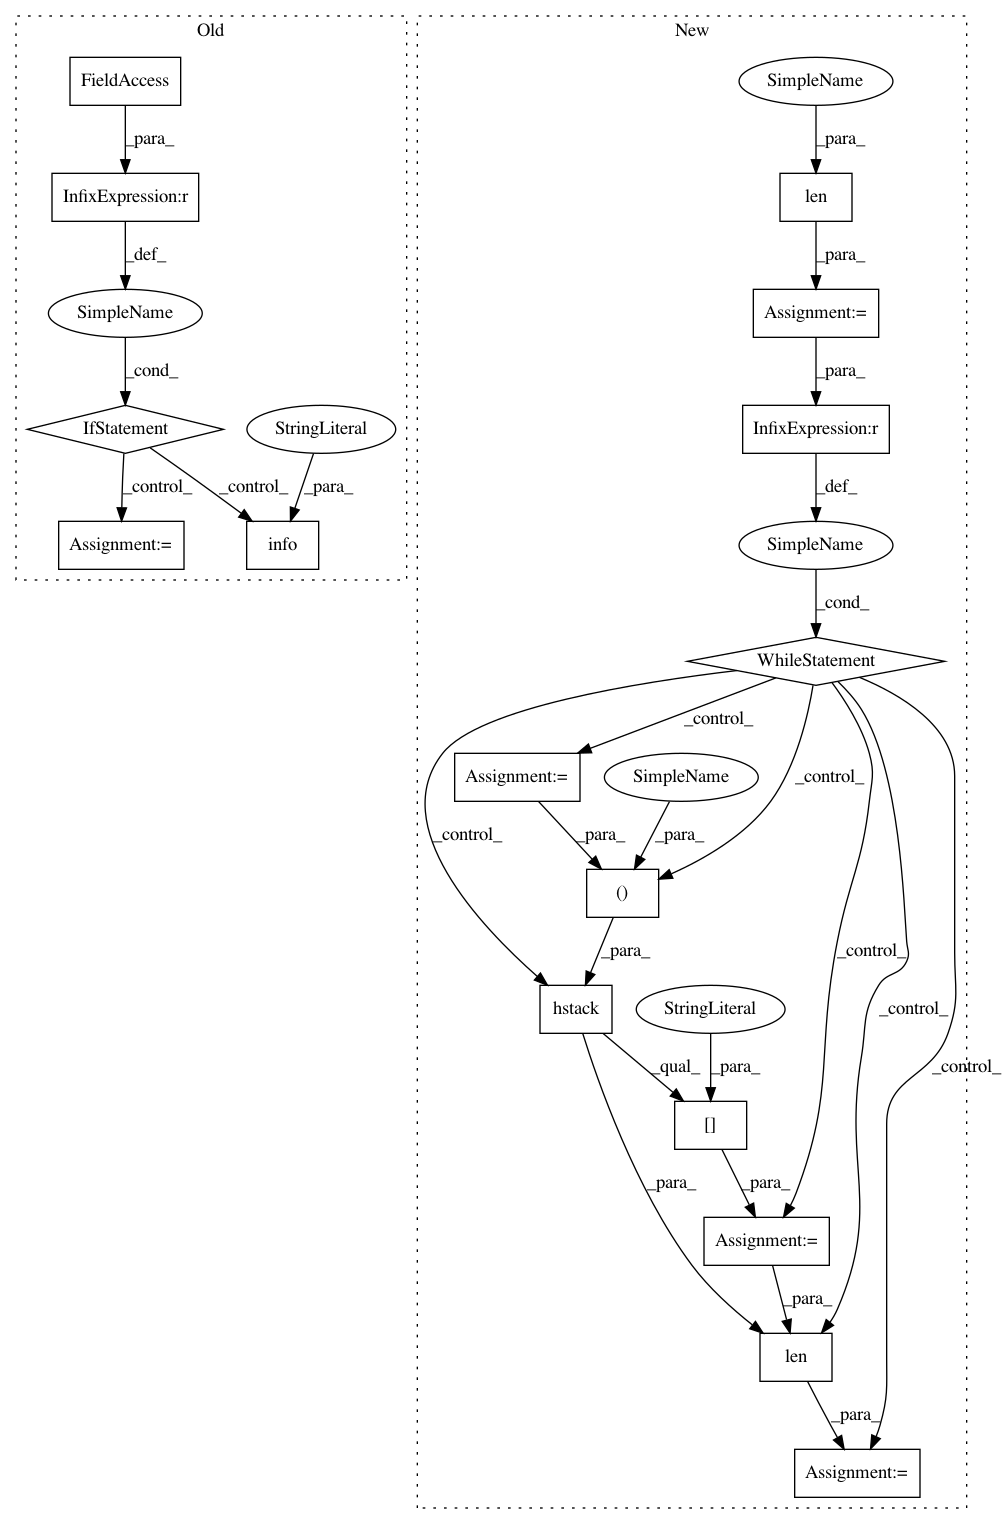 Old
New
FieldAccess
SimpleName
_para_
_para_
InfixExpression:r
len
_def_
_para_
SimpleName
Assignment:=
_cond_
_para_
IfStatement
StringLiteral
InfixExpression:r
_control_
_control_
_para_
_def_
Assignment:=
info
SimpleName
_cond_
WhileStatement
_control_
Assignment:=
SimpleName
_control_
_control_
_para_
_para_
()
_para_
_control_
hstack
StringLiteral
_control_
_qual_
_para_
_control_
[]
_para_
_para_
Assignment:=
_para_
len
_para_
Assignment:=